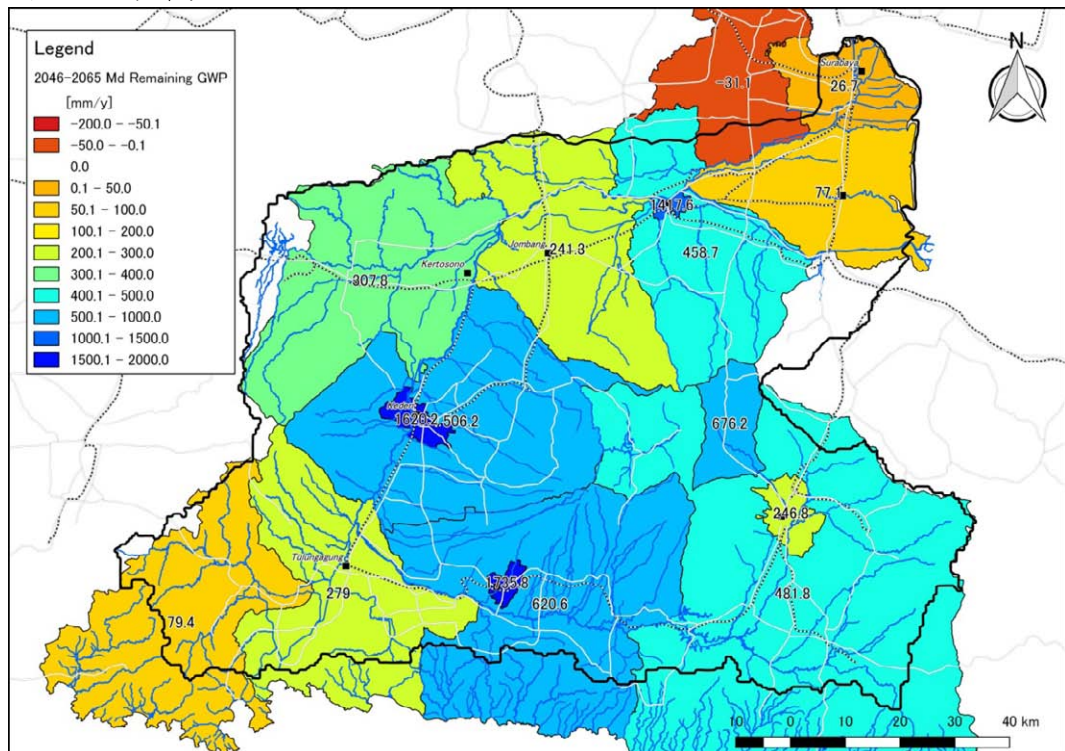 Legend
2046-2065 Md Remaining GWP
[mm/y]
-200.0 - -50.1
-50.0 - -0.1
0.0
0.1 - 50.0
50.1 - 100.0
100.1 - 200.0
200.1 - 300.0
300.1 - 400.0
400.1 - 500.0
500.1 - 1000.0
1000.1 - 1500.0
1500.1 - 2000.0
N
Surabaya
-31.1
26.7
77.1
1417.6
Jombang
241.3
458.7
Kertosono
307.8
506.2
676.2
246.8
Tulungagung
279
1735.8
620.6
481.8
79.4
10 0 10 20 30 40 km